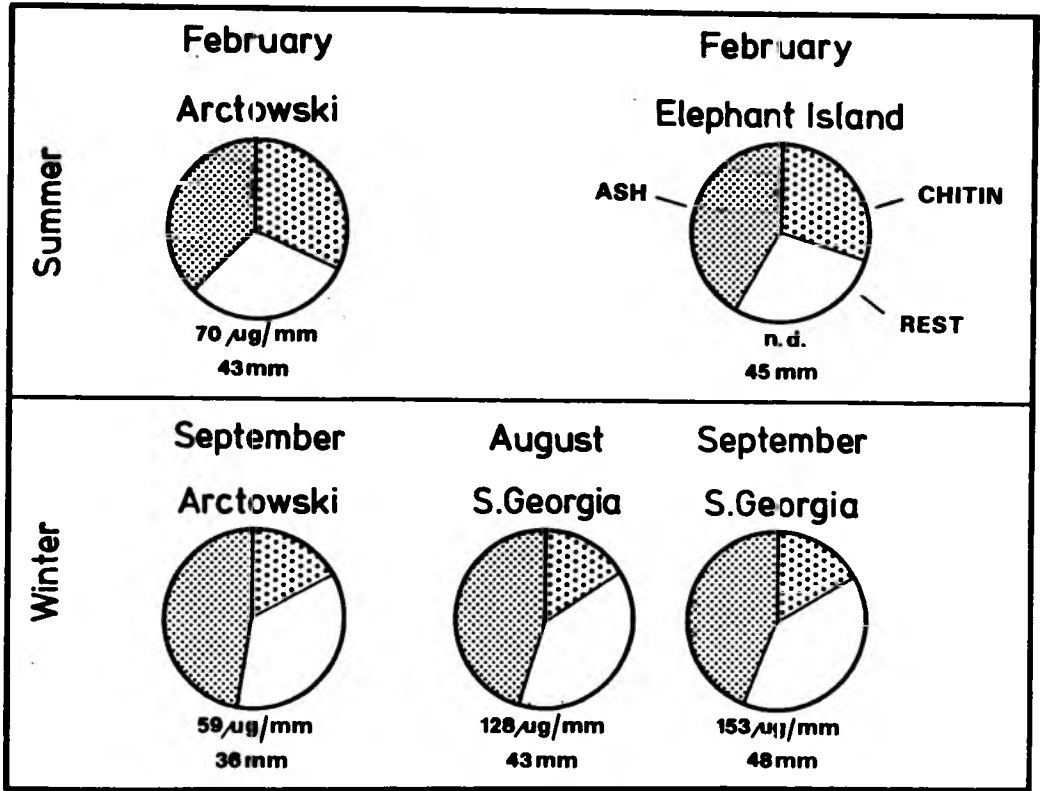 Summer
February
Arctowski
70 µg/mm
43 mm
February
Elephant Island
ASH
CHITIN
REST
n.d.
45 mm
Winter
September
Arctowski
59 µg/mm
36 mm
August
S.Georgia
128 µg/mm
43 mm
September
S.Georgia
153 µg/mm
48 mm